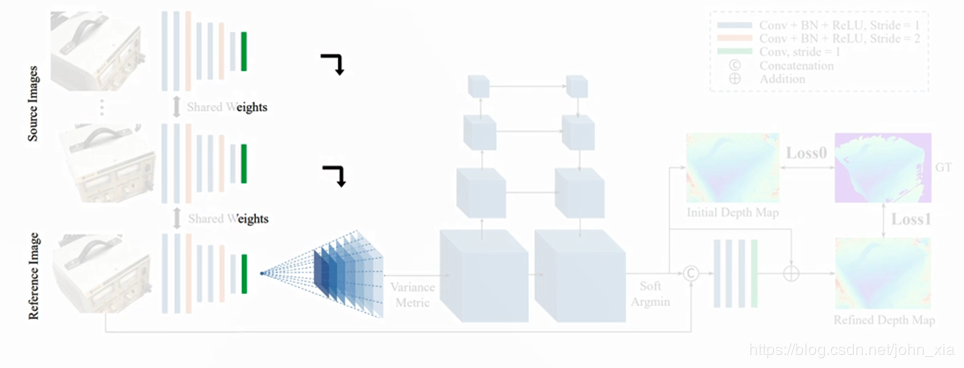 Source Images
Reference Image
Shared Weights
Shared Weights
Variance
Metric
Soft
Argmin
C
Conv + BN + ReLU, Stride = 1
Conv + BN + ReLU, Stride = 2
Conv, stride = 1
C Concatenation
Addition
Loss0
GT
Initial Depth Map
Loss1
Refined Depth Map
https://blog.csdn.net/john_xia